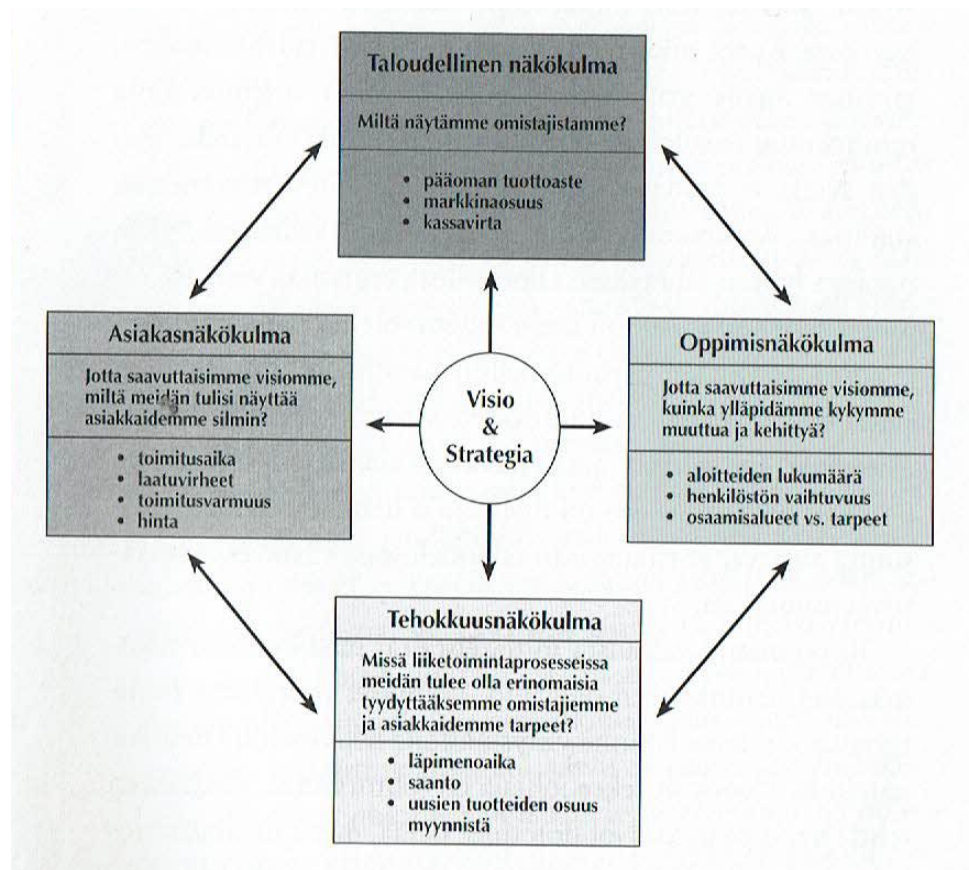 Taloudellinen näkökulma
Miltä näytämme omistajistamme?
• pääoman tuottoaste
• markkinaosuus
• kassavirta
Asiakasnäkökulma
Jotta saavuttaisimme visiomme,
miltä meidän tulisi näyttää
asiakkaidemme silmin?
• toimitusaika
• laatuvirheet
• toimitusvarmuus
• hinta
Visio
&
Strategia
Oppimisnäkökulma
Jotta saavuttaisimme visiomme,
kuinka ylläpidämme kykymme
muuttua ja kehittyä?
• aloitteiden lukumäärä
• henkilöstön vaihtuvuus
• osaamisalueet vs. tarpeet
Tehokkuusnäkökulma
Missä liiketoimintaprosesseissa
meidän tulee olla erinomaisia
tyydyttääksemme omistajiemme
ja asiakkaidemme tarpeet?
• läpimenoaika
• saanto
• uusien tuotteiden osuus
myynnistä